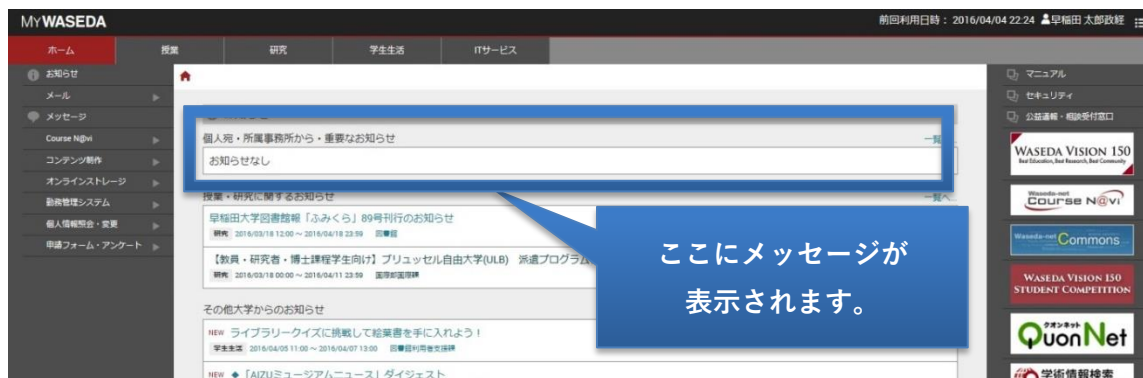 MYWASEDA
前回利用日時： 2016/04/04 22:24 早稲田 太郎政経
ホーム 授業 研究 学生生活 ITサービス
お知らせ
メール
メッセージ
Course N@vi
コンテンツ制作
オンラインストレージ
勤務管理システム
個人情報照会・変更
申請フォーム・アンケート
個人宛・所属事務所から・重要なお知らせ
お知らせなし
授業・研究に関するお知らせ
一覧へ
早稲田大学図書館報「ふみくら」89号刊行のお知らせ
研究 2016/03/18 12:00 ～ 2016/04/18 23:59
【教員・研究者・博士課程学生向け】ブリュッセル自由大学(ULB) 派遣プログラム
研究 2016/03/18 00:00 ～ 2016/04/11 23:59 国際部国際課
その他大学からのお知らせ
NEW ライブラリークイズに挑戦して絵葉書を手に入れよう！
学生生活 2016/04/05 11:00 ～ 2016/04/07 13:00
NEW ◆「AIZUミュージアムニュース」ダイジェスト
ここにメッセージが
表示されます。
マニュアル
セキュリティ
公益通報・相談受付窓口
WASEDA VISION 150
Best Education, Best Research, Best Community
Waseda-net
Course N@vi
Waseda-net Commons
WASEDA VISION 150
STUDENT COMPETITION
クオンネット
QuonNet
学術情報検索